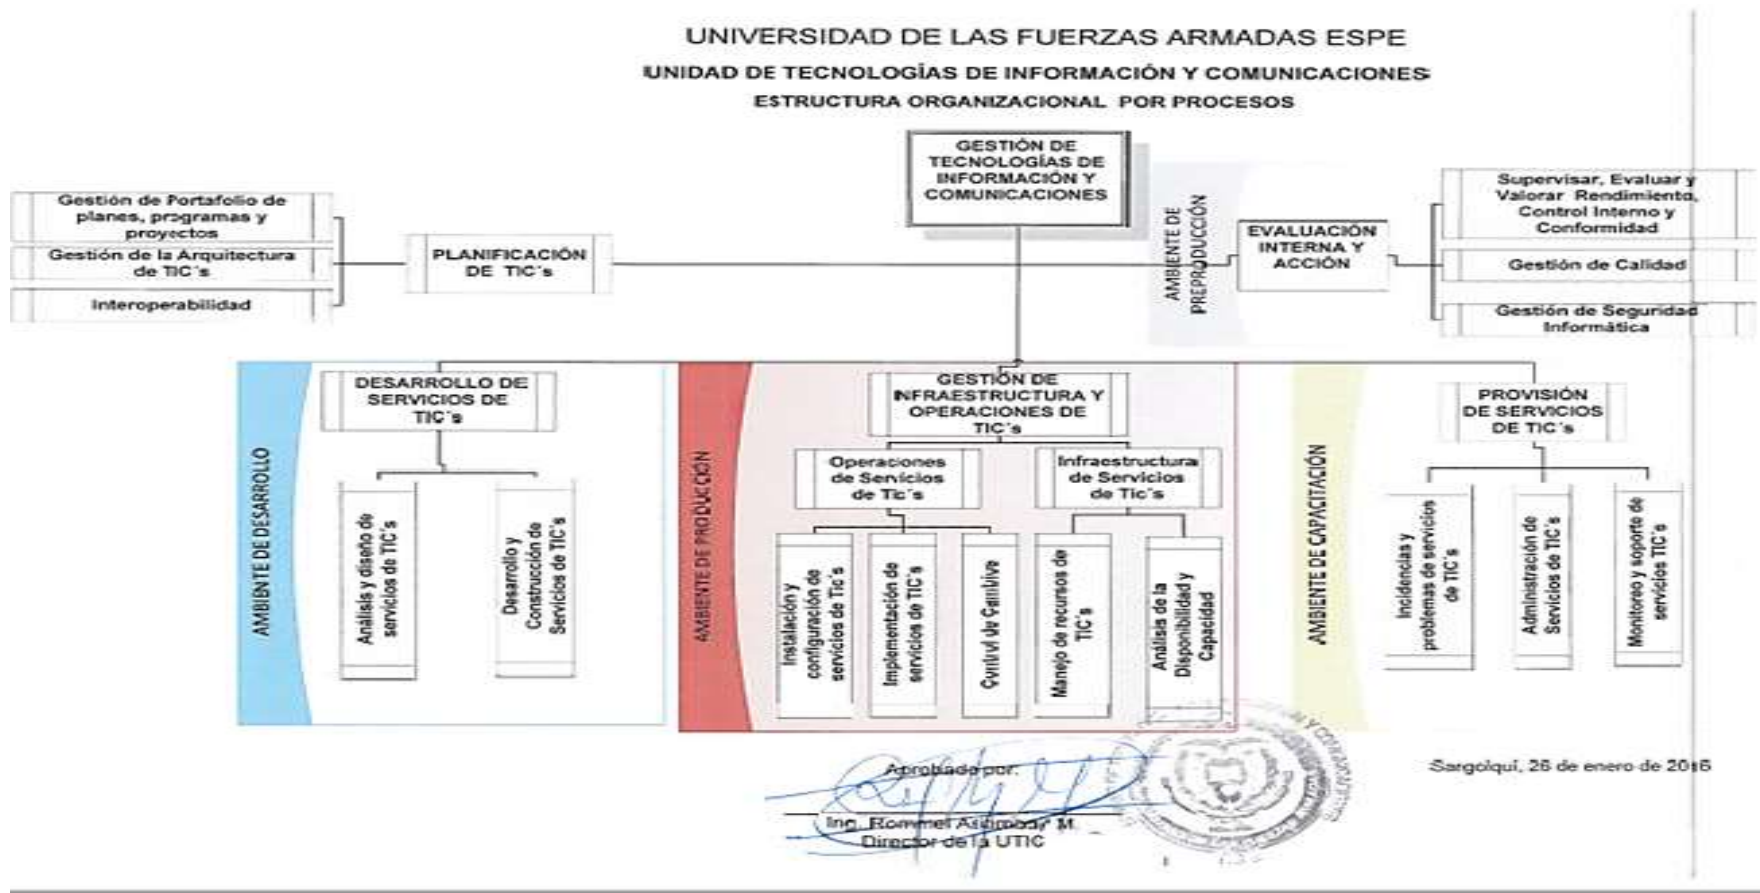 UNIVERSIDAD DE LAS FUERZAS ARMADAS ESPE
UNIDAD DE TECNOLOGÍAS DE INFORMACIÓN Y COMUNICACIONES
ESTRUCTURA ORGANIZACIONAL POR PROCESOS
GESTIÓN DE
TECNOLOGÍAS DE
INFORMACIÓN Y
COMUNICACIONES
Gestión de Portafolio de
planes, programas y
proyectos
Gestión de la Arquitectura
de TIC´s
Interoperabilidad
PLANIFICACIÓN
DE TIC´s
AMBIENTE DE
PREPRODUCCIÓN
EVALUACIÓN
INTERNA Y
ACCIÓN
Supervisar, Evaluar y
Valorar Rendimiento,
Control Interno y
Conformidad
Gestión de Calidad
Gestión de Seguridad
Informática
AMBIENTE DE DESARROLLO
DESARROLLO DE
SERVICIOS DE
TIC´s
Análisis y diseño de
servicios de TIC´s
Desarrollo y
Construcción de
Servicios de TIC´s
AMBIENTE DE PRODUCCIÓN
GESTIÓN DE
INFRAESTRUCTURA Y
OPERACIONES DE
TIC´s
Operaciones
de Servicios
de Tic´s
Infraestructura
de Servicios
de Tic´s
Instalación y
configuración de
servicios de Tic´s
Implementación de
servicios de TIC´s
Control de
Manejo de recursos de
TIC´s
Análisis de la
Disponibilidad y
Capacidad
AMBIENTE DE CAPACITACIÓN
PROVISIÓN
DE SERVICIOS
DE TIC´s
Incidencias y
problemas de servicios
de TIC´s
Administración de
Servicios de TIC´s
Monitoreo y soporte de
servicios TIC´s
Aprobado por:
Ing. Rommel M.
Director de la UTIC
Sangolquí, 26 de enero de